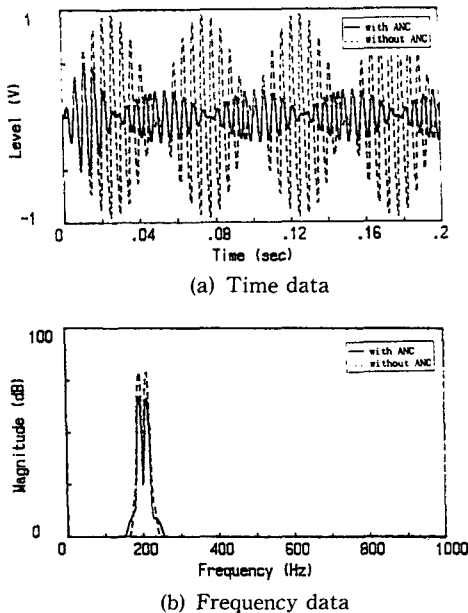 1
with ANC
without ANC
Level (V)
-1
0
.04
.08
.12
.16
.2
Time (sec)
(a) Time data
100
with ANC
without ANC
Magnitude (dB)
0
0
200
400
600
800
1000
Frequency (Hz)
(b) Frequency data